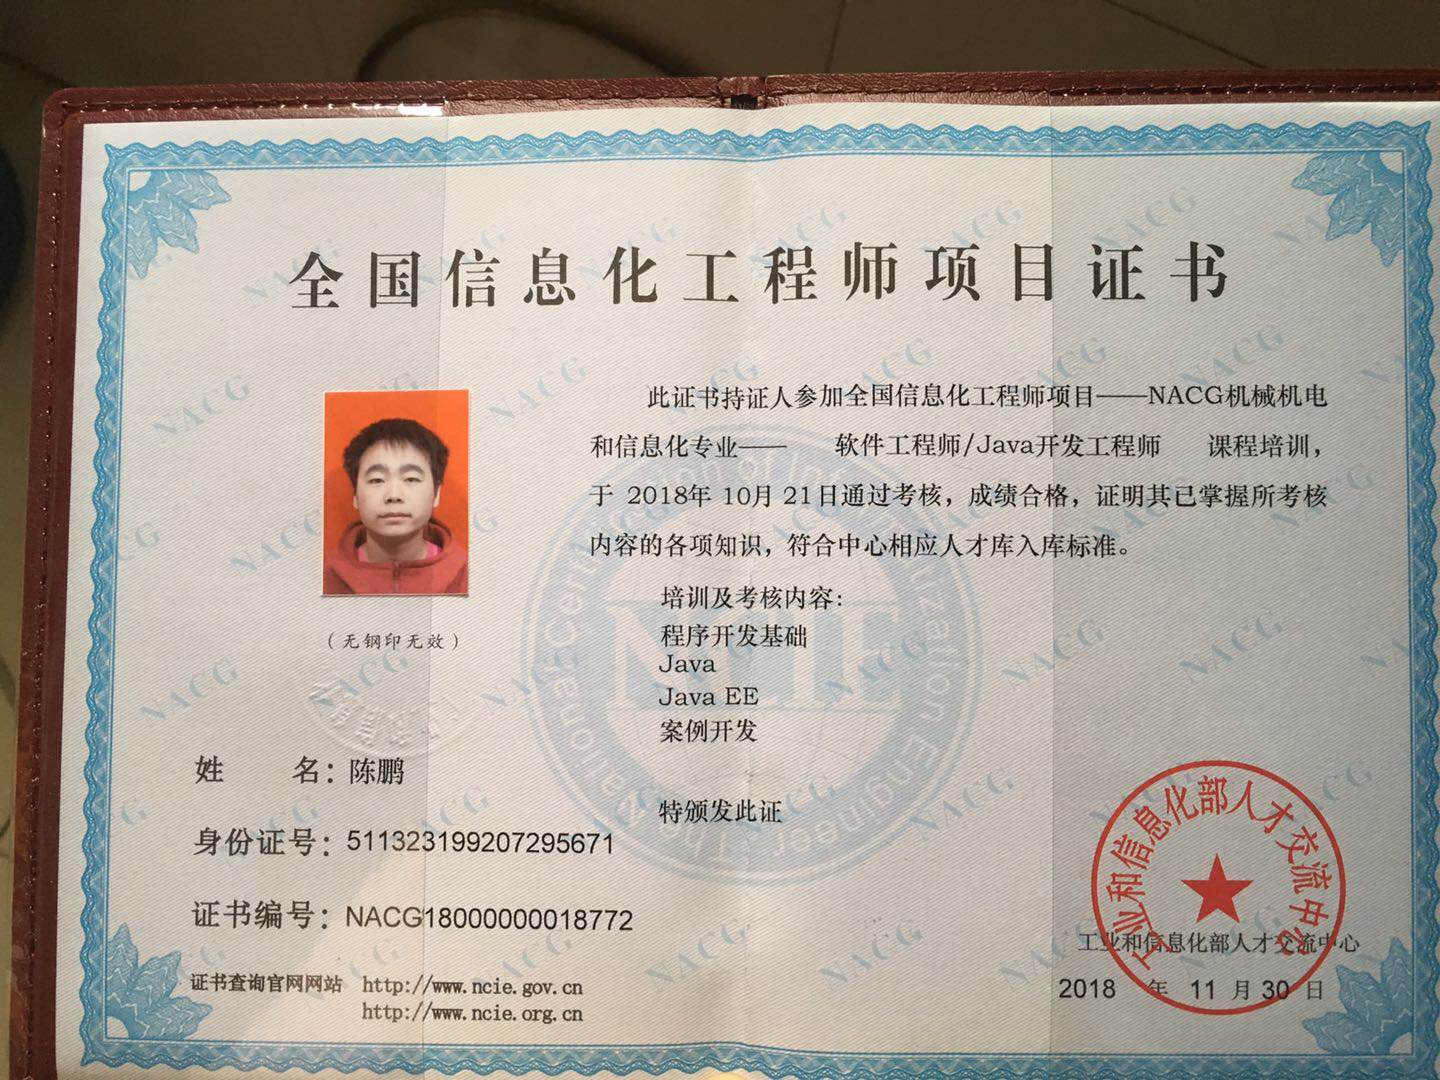 全国信息化工程师项目证书
此证书持证人参加全国信息化工程师项目——NACG机械机电
和信息化专业—— 软件工程师/Java开发工程师 课程培训，
于 2018年 10月 21日通过考核，成绩合格，证明其已掌握所考核
内容的各项知识，符合中心相应人才库入库标准。
培训及考核内容：
程序开发基础
Java
Java EE
案例开发
特颁发此证
（无钢印无效）
姓 名：陈鹏
身份证号：511323199207295671
证书编号：NACG18000000018772
证书查询官网网站 http://www.ncie.gov.cn
http://www.ncie.org.cn
工业和信息化部人才交流中心
工业和信息化部人才交流中心
2018 年 11 月 30 日
NACG